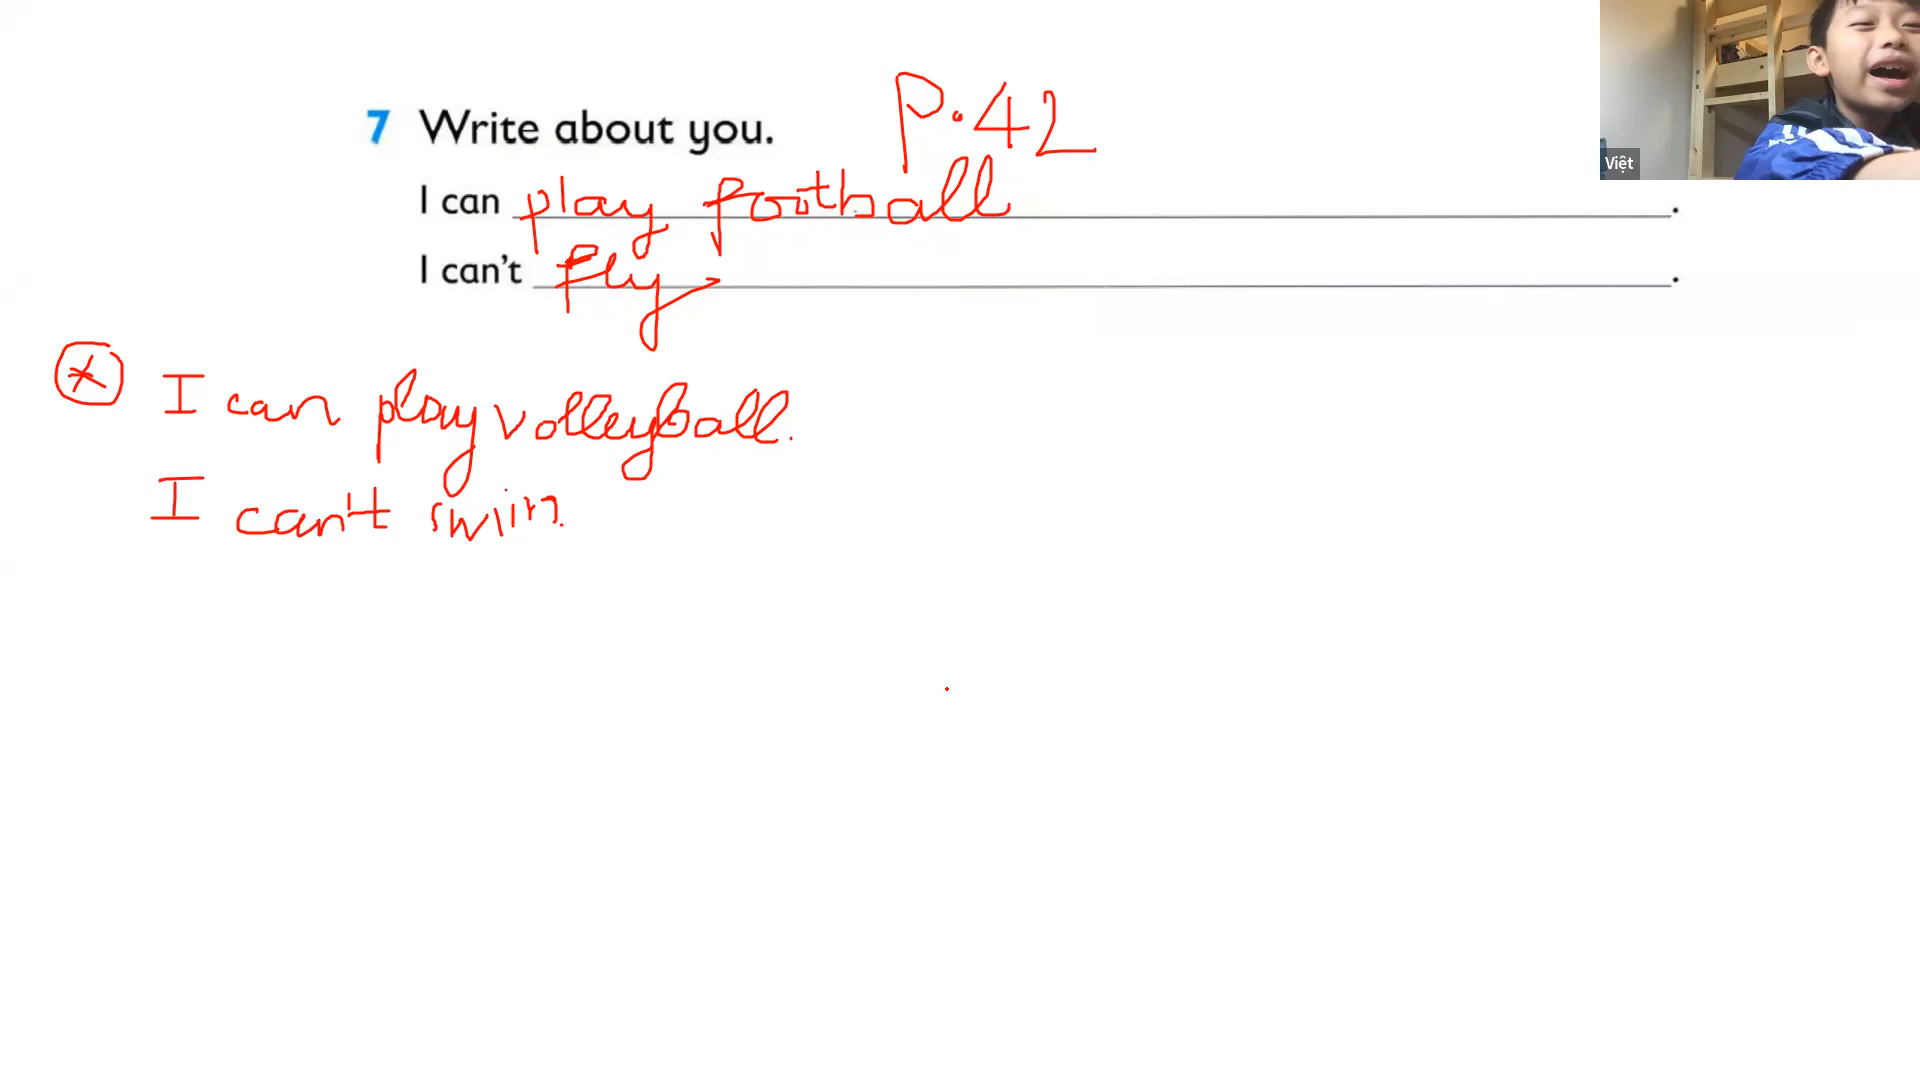 7 Write about you. P.42
Việt
I can play football.
I can't fly.
* I can play volleyball.
I can't swim.